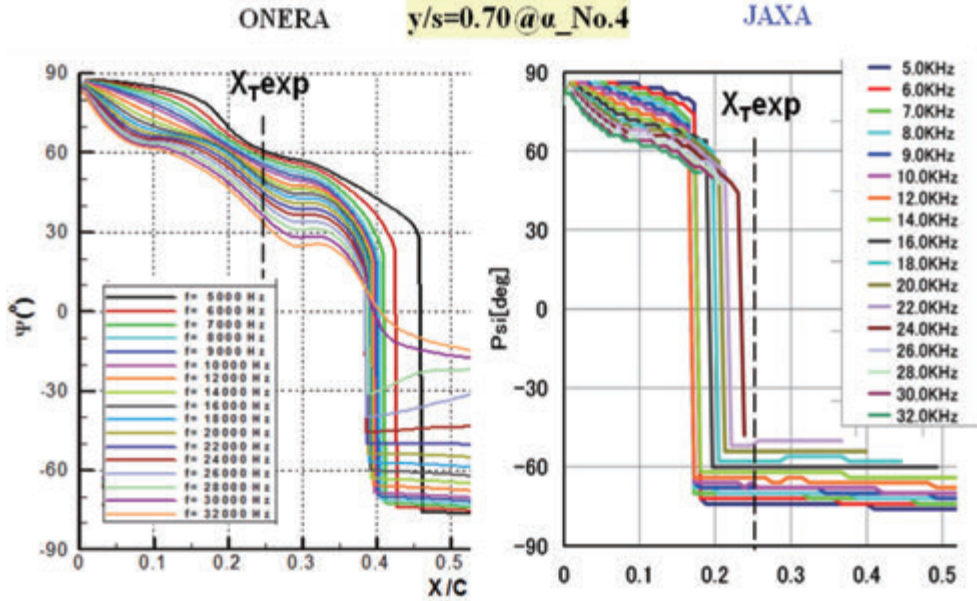 ONERA
y/s=0.70@α_No.4
JAXA
90
60
30
0
-30
-60
-90
Ψ(°)
X_T exp
f= 5000 Hz
f= 6000 Hz
f= 7000 Hz
f= 8000 Hz
f= 9000 Hz
f= 10000 Hz
f= 12000 Hz
f= 14000 Hz
f= 16000 Hz
f= 18000 Hz
f= 20000 Hz
f= 22000 Hz
f= 24000 Hz
f= 26000 Hz
f= 28000 Hz
f= 30000 Hz
f= 32000 Hz
0 0.1 0.2 0.3 0.4 0.5
X/C
90
60
30
0
-30
-60
-90
Psi[deg]
X_T exp
5.0KHz
6.0KHz
7.0KHz
8.0KHz
9.0KHz
10.0KHz
12.0KHz
14.0KHz
16.0KHz
18.0KHz
20.0KHz
22.0KHz
24.0KHz
26.0KHz
28.0KHz
30.0KHz
32.0KHz
0 0.1 0.2 0.3 0.4 0.5